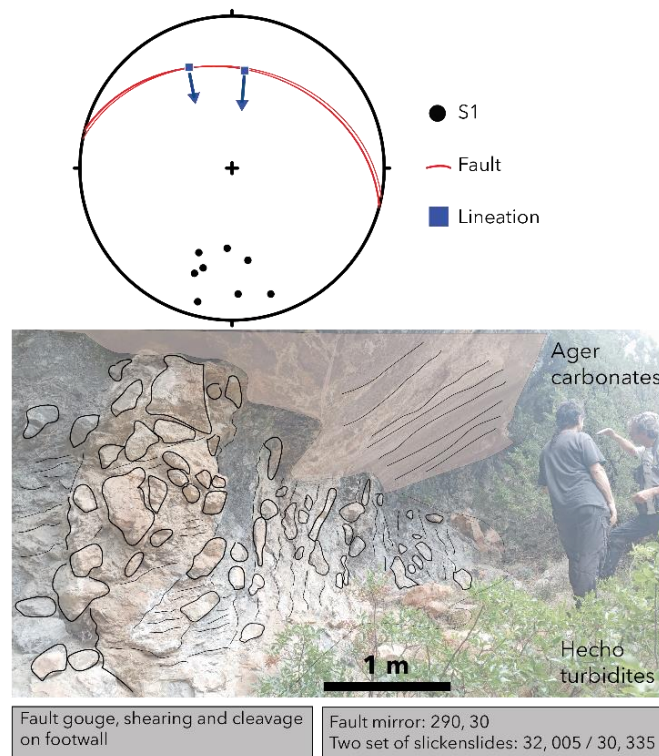 S1
Fault
Lineation
Ager
carbonates
Hecho
turbidites
1 m
Fault gouge, shearing and cleavage
on footwall
Fault mirror: 290, 30
Two set of slickenslides: 32, 005 / 30, 335